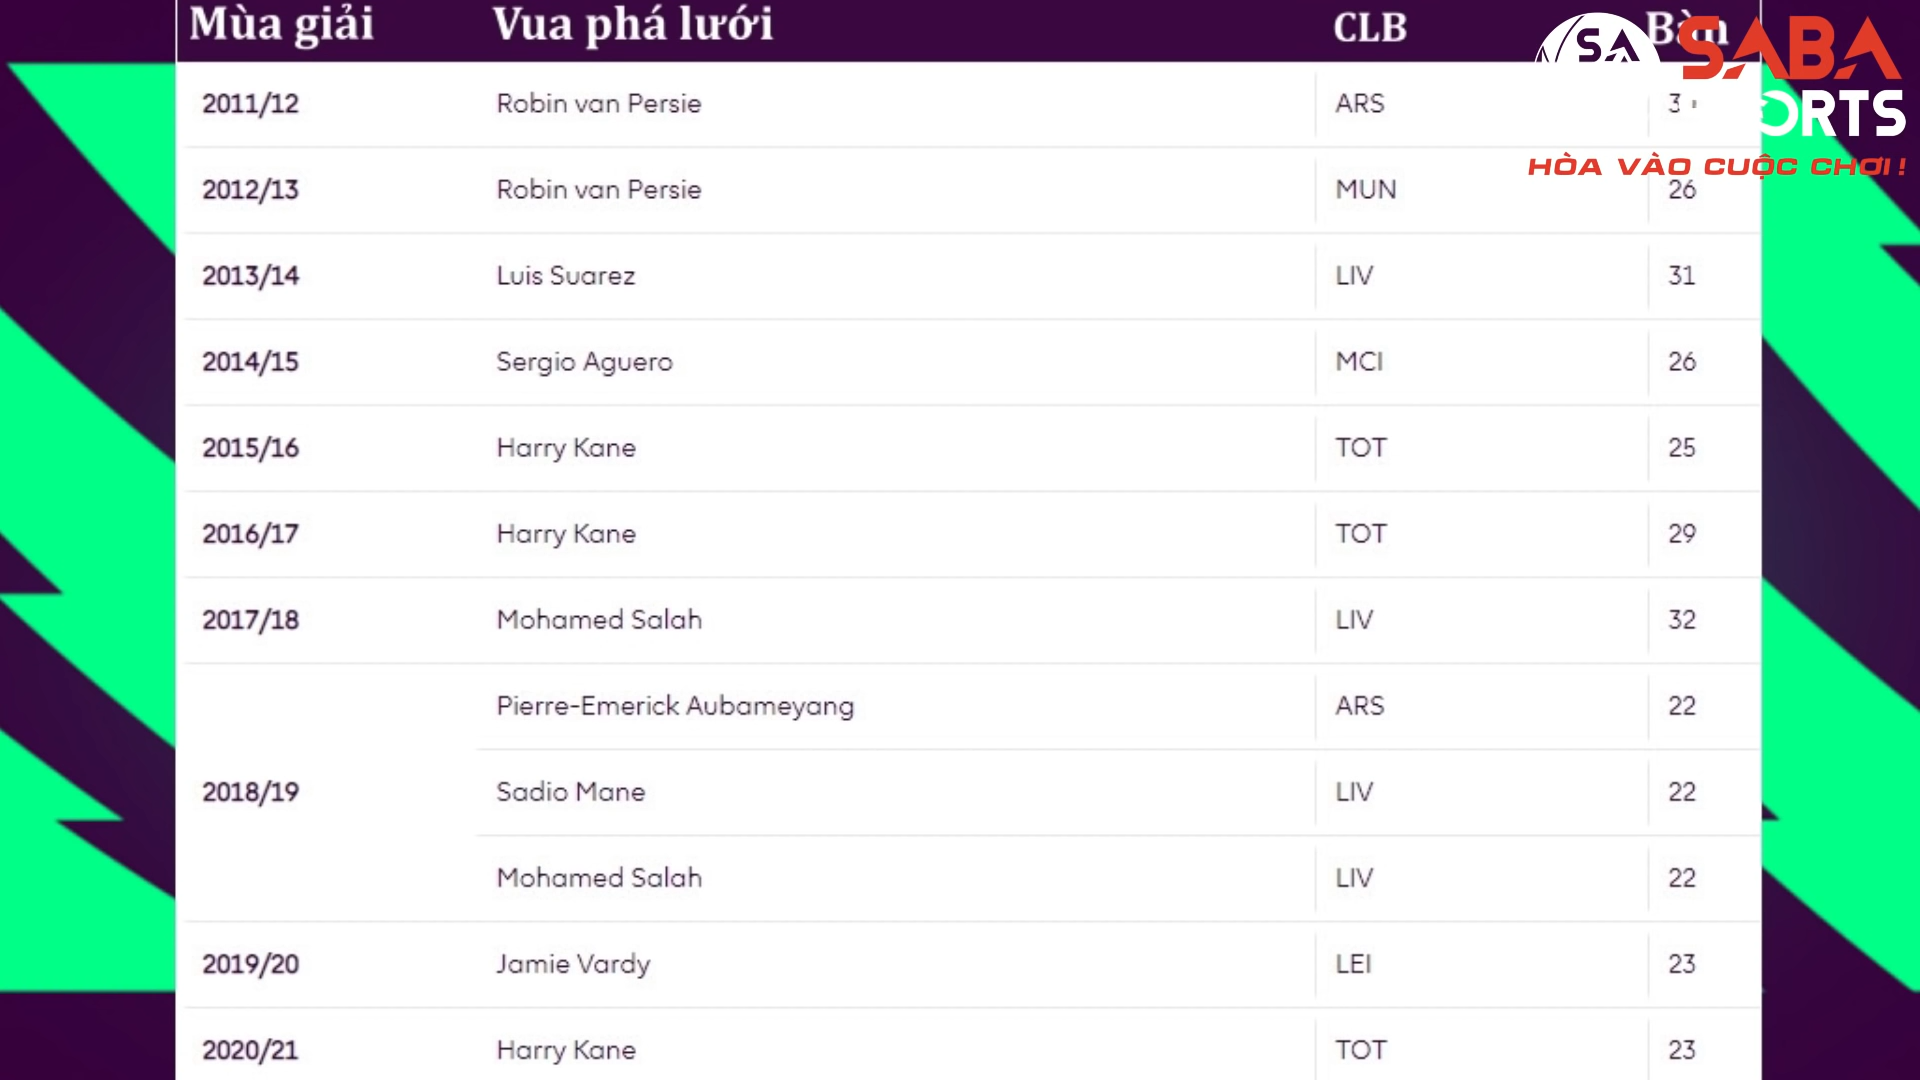 Mùa giải Vua phá lưới CLB Bàn
SA SABA
2011/12 Robin van Persie ARS
HÒA VÀO CUỘC CHƠI!
2012/13 Robin van Persie MUN 26
2013/14 Luis Suarez LIV 31
2014/15 Sergio Aguero MCI 26
2015/16 Harry Kane TOT 25
2016/17 Harry Kane TOT 29
2017/18 Mohamed Salah LIV 32
Pierre-Emerick Aubameyang ARS 22
2018/19 Sadio Mane LIV 22
Mohamed Salah LIV 22
2019/20 Jamie Vardy LEI 23
2020/21 Harry Kane TOT 23